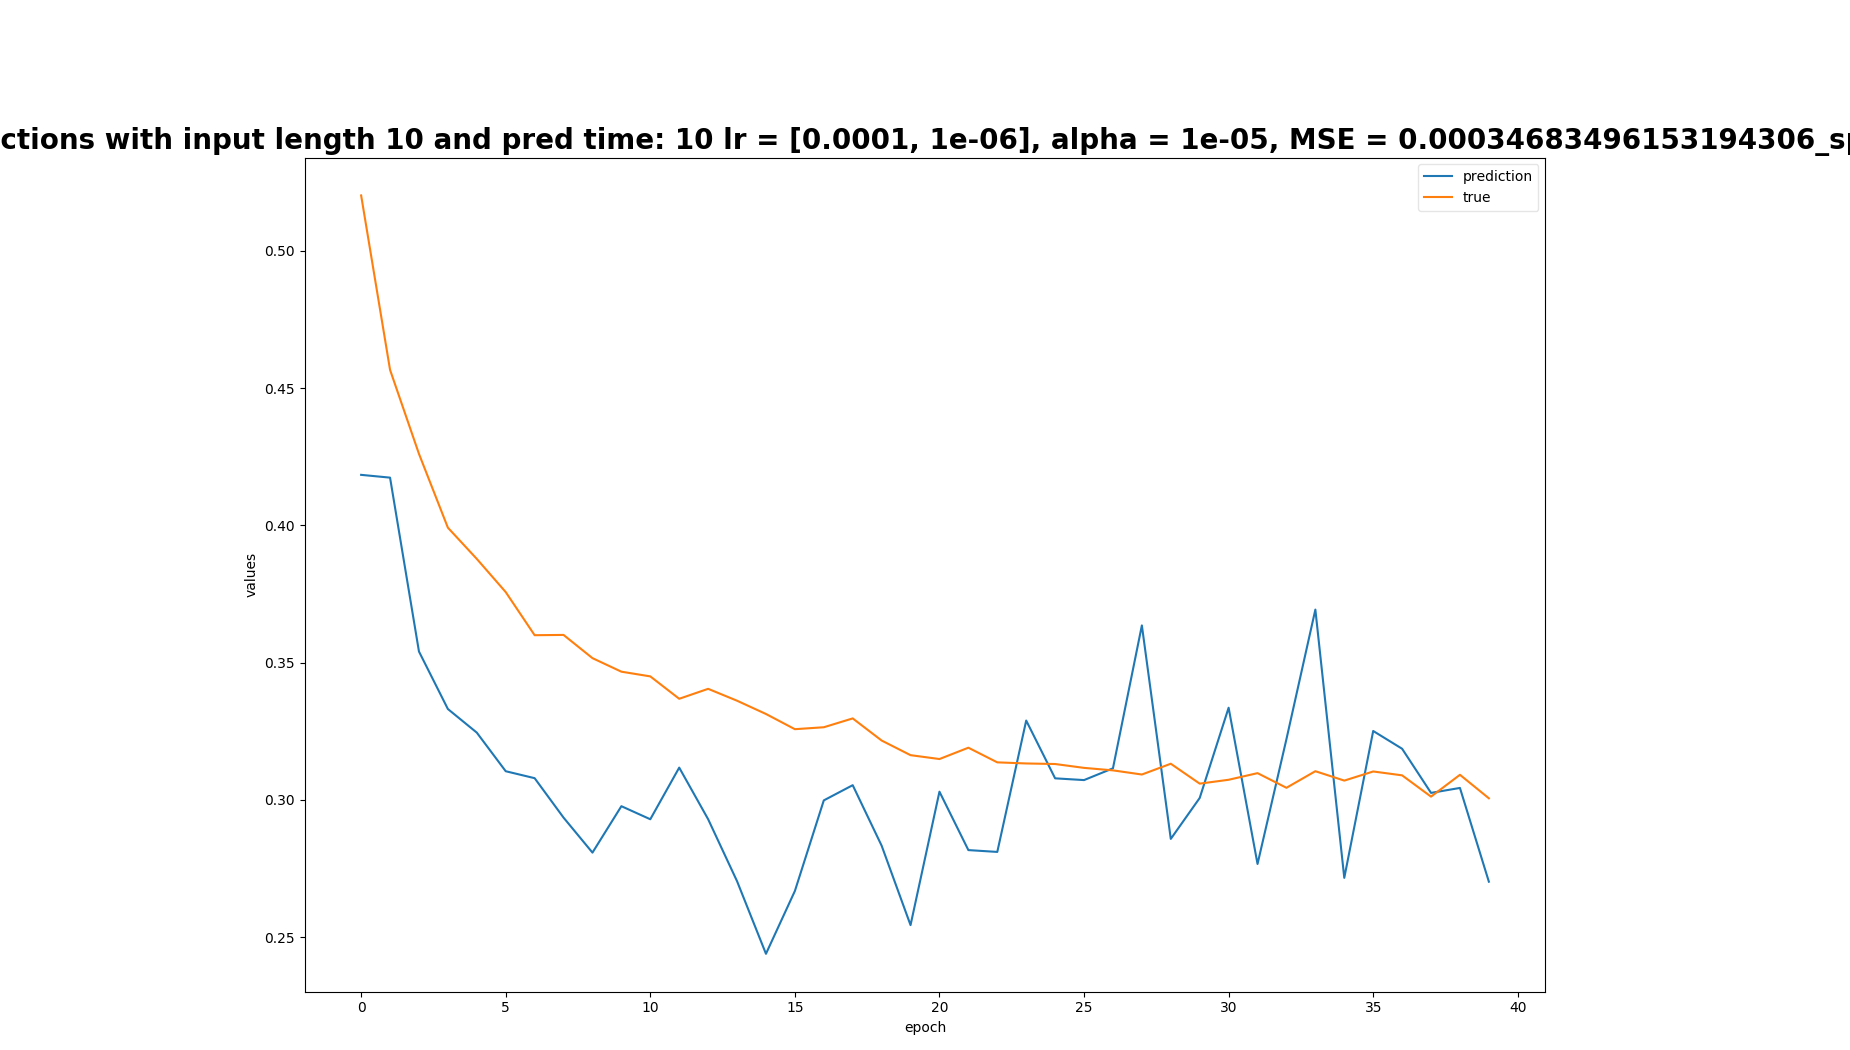 ctions with input length 10 and pred time: 10 lr = [0.0001, 1e-06], alpha = 1e-05, MSE = 0.00034683496153194306_sp
prediction
true
0.50
0.45
0.40
0.35
0.30
0.25
values
0 5 10 15 20 25 30 35 40
epoch